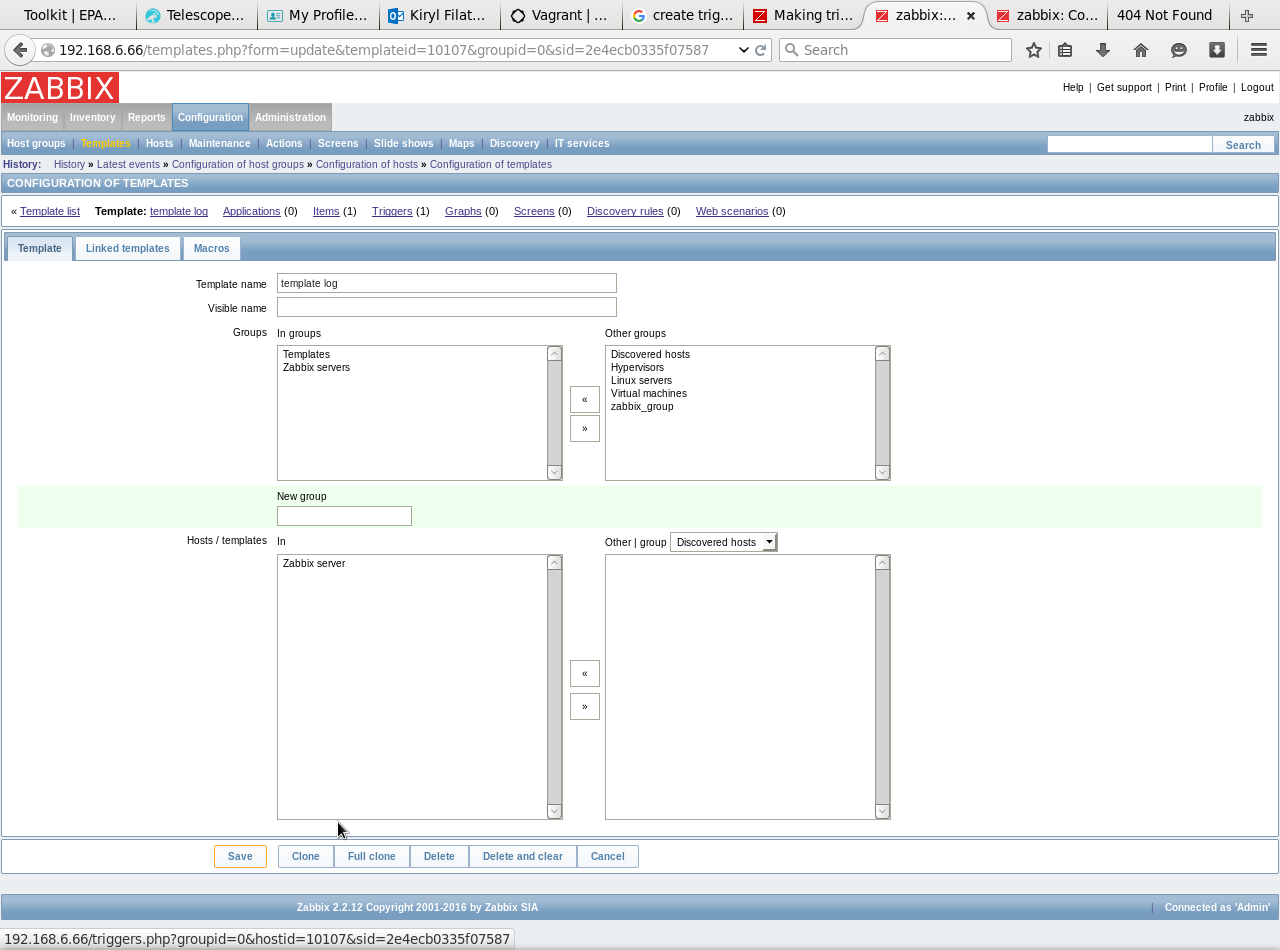 Toolkit | EPA... Telescope... My Profile... Kiryl Filat... Vagrant | ... create trig... Making tri... zabbix:... zabbix: Co... 404 Not Found
192.168.6.66/templates.php?form=update&templateid=10107&groupid=0&sid=2e4ecb0335f07587 Search
ZABBIX
Help | Get support | Print | Profile | Logout
Monitoring Inventory Reports Configuration Administration zabbix
Host groups | Templates | Hosts | Maintenance | Actions | Screens | Slide shows | Maps | Discovery | IT services Search
History: History » Latest events » Configuration of host groups » Configuration of hosts » Configuration of templates
CONFIGURATION OF TEMPLATES
« Template list Template: template log Applications (0) Items (1) Triggers (1) Graphs (0) Screens (0) Discovery rules (0) Web scenarios (0)
Template Linked templates Macros
Template name template log
Visible name
Groups In groups Other groups
Templates Discovered hosts
Zabbix servers Hypervisors
Linux servers
Virtual machines
« zabbix_group
»
New group
Hosts / templates In Other | group Discovered hosts
Zabbix server
«
»
Save Clone Full clone Delete Delete and clear Cancel
Zabbix 2.2.12 Copyright 2001-2016 by Zabbix SIA | Connected as 'Admin'
192.168.6.66/triggers.php?groupid=0&hostid=10107&sid=2e4ecb0335f07587